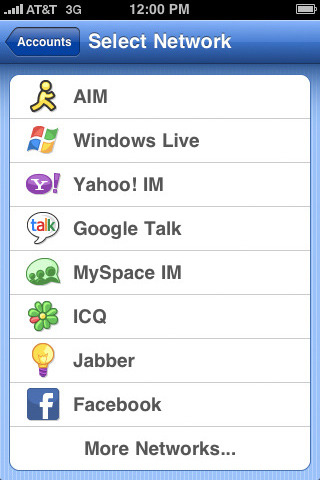 AT&T 3G 12:00 PM
Accounts Select Network
AIM
Windows Live
Y! Yahoo! IM
talk Google Talk
MySpace IM
ICQ
Jabber
f Facebook
More Networks...